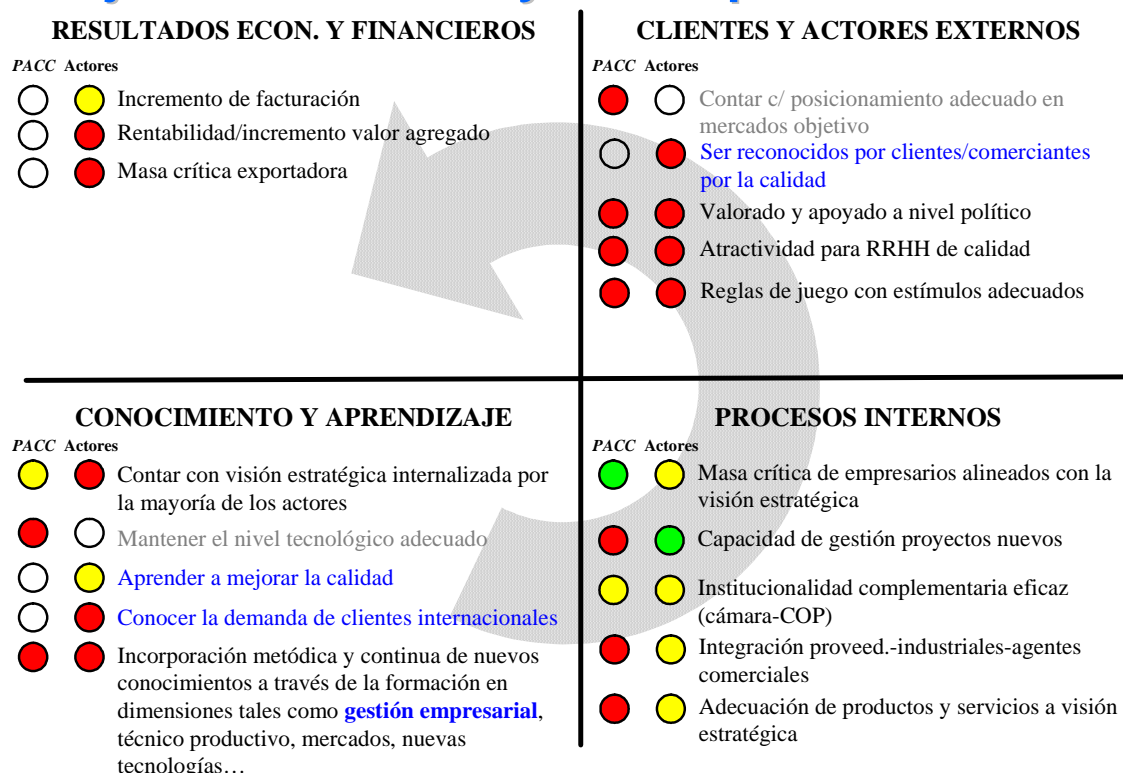 RESULTADOS ECON. Y FINANCIEROS
PACC Actores
Incremento de facturación
Rentabilidad/incremento valor agregado
Masa crítica exportadora
CLIENTES Y ACTORES EXTERNOS
PACC Actores
Contar c/ posicionamiento adecuado en
mercados objetivo
Ser reconocidos por clientes/comerciantes
por la calidad
Valorado y apoyado a nivel político
Atractividad para RRHH de calidad
Reglas de juego con estímulos adecuados
CONOCIMIENTO Y APRENDIZAJE
PACC Actores
Contar con visión estratégica internalizada por
la mayoría de los actores
Mantener el nivel tecnológico adecuado
Aprender a mejorar la calidad
Conocer la demanda de clientes internacionales
Incorporación metódica y continua de nuevos
conocimientos a través de la formación en
dimensiones tales como gestión empresarial,
técnico productivo, mercados, nuevas
tecnologías…
PROCESOS INTERNOS
PACC Actores
Masa crítica de empresarios alineados con la
visión estratégica
Capacidad de gestión proyectos nuevos
Institucionalidad complementaria eficaz
(cámara-COP)
Integración proveed.-industriales-agentes
comerciales
Adecuación de productos y servicios a visión
estratégica